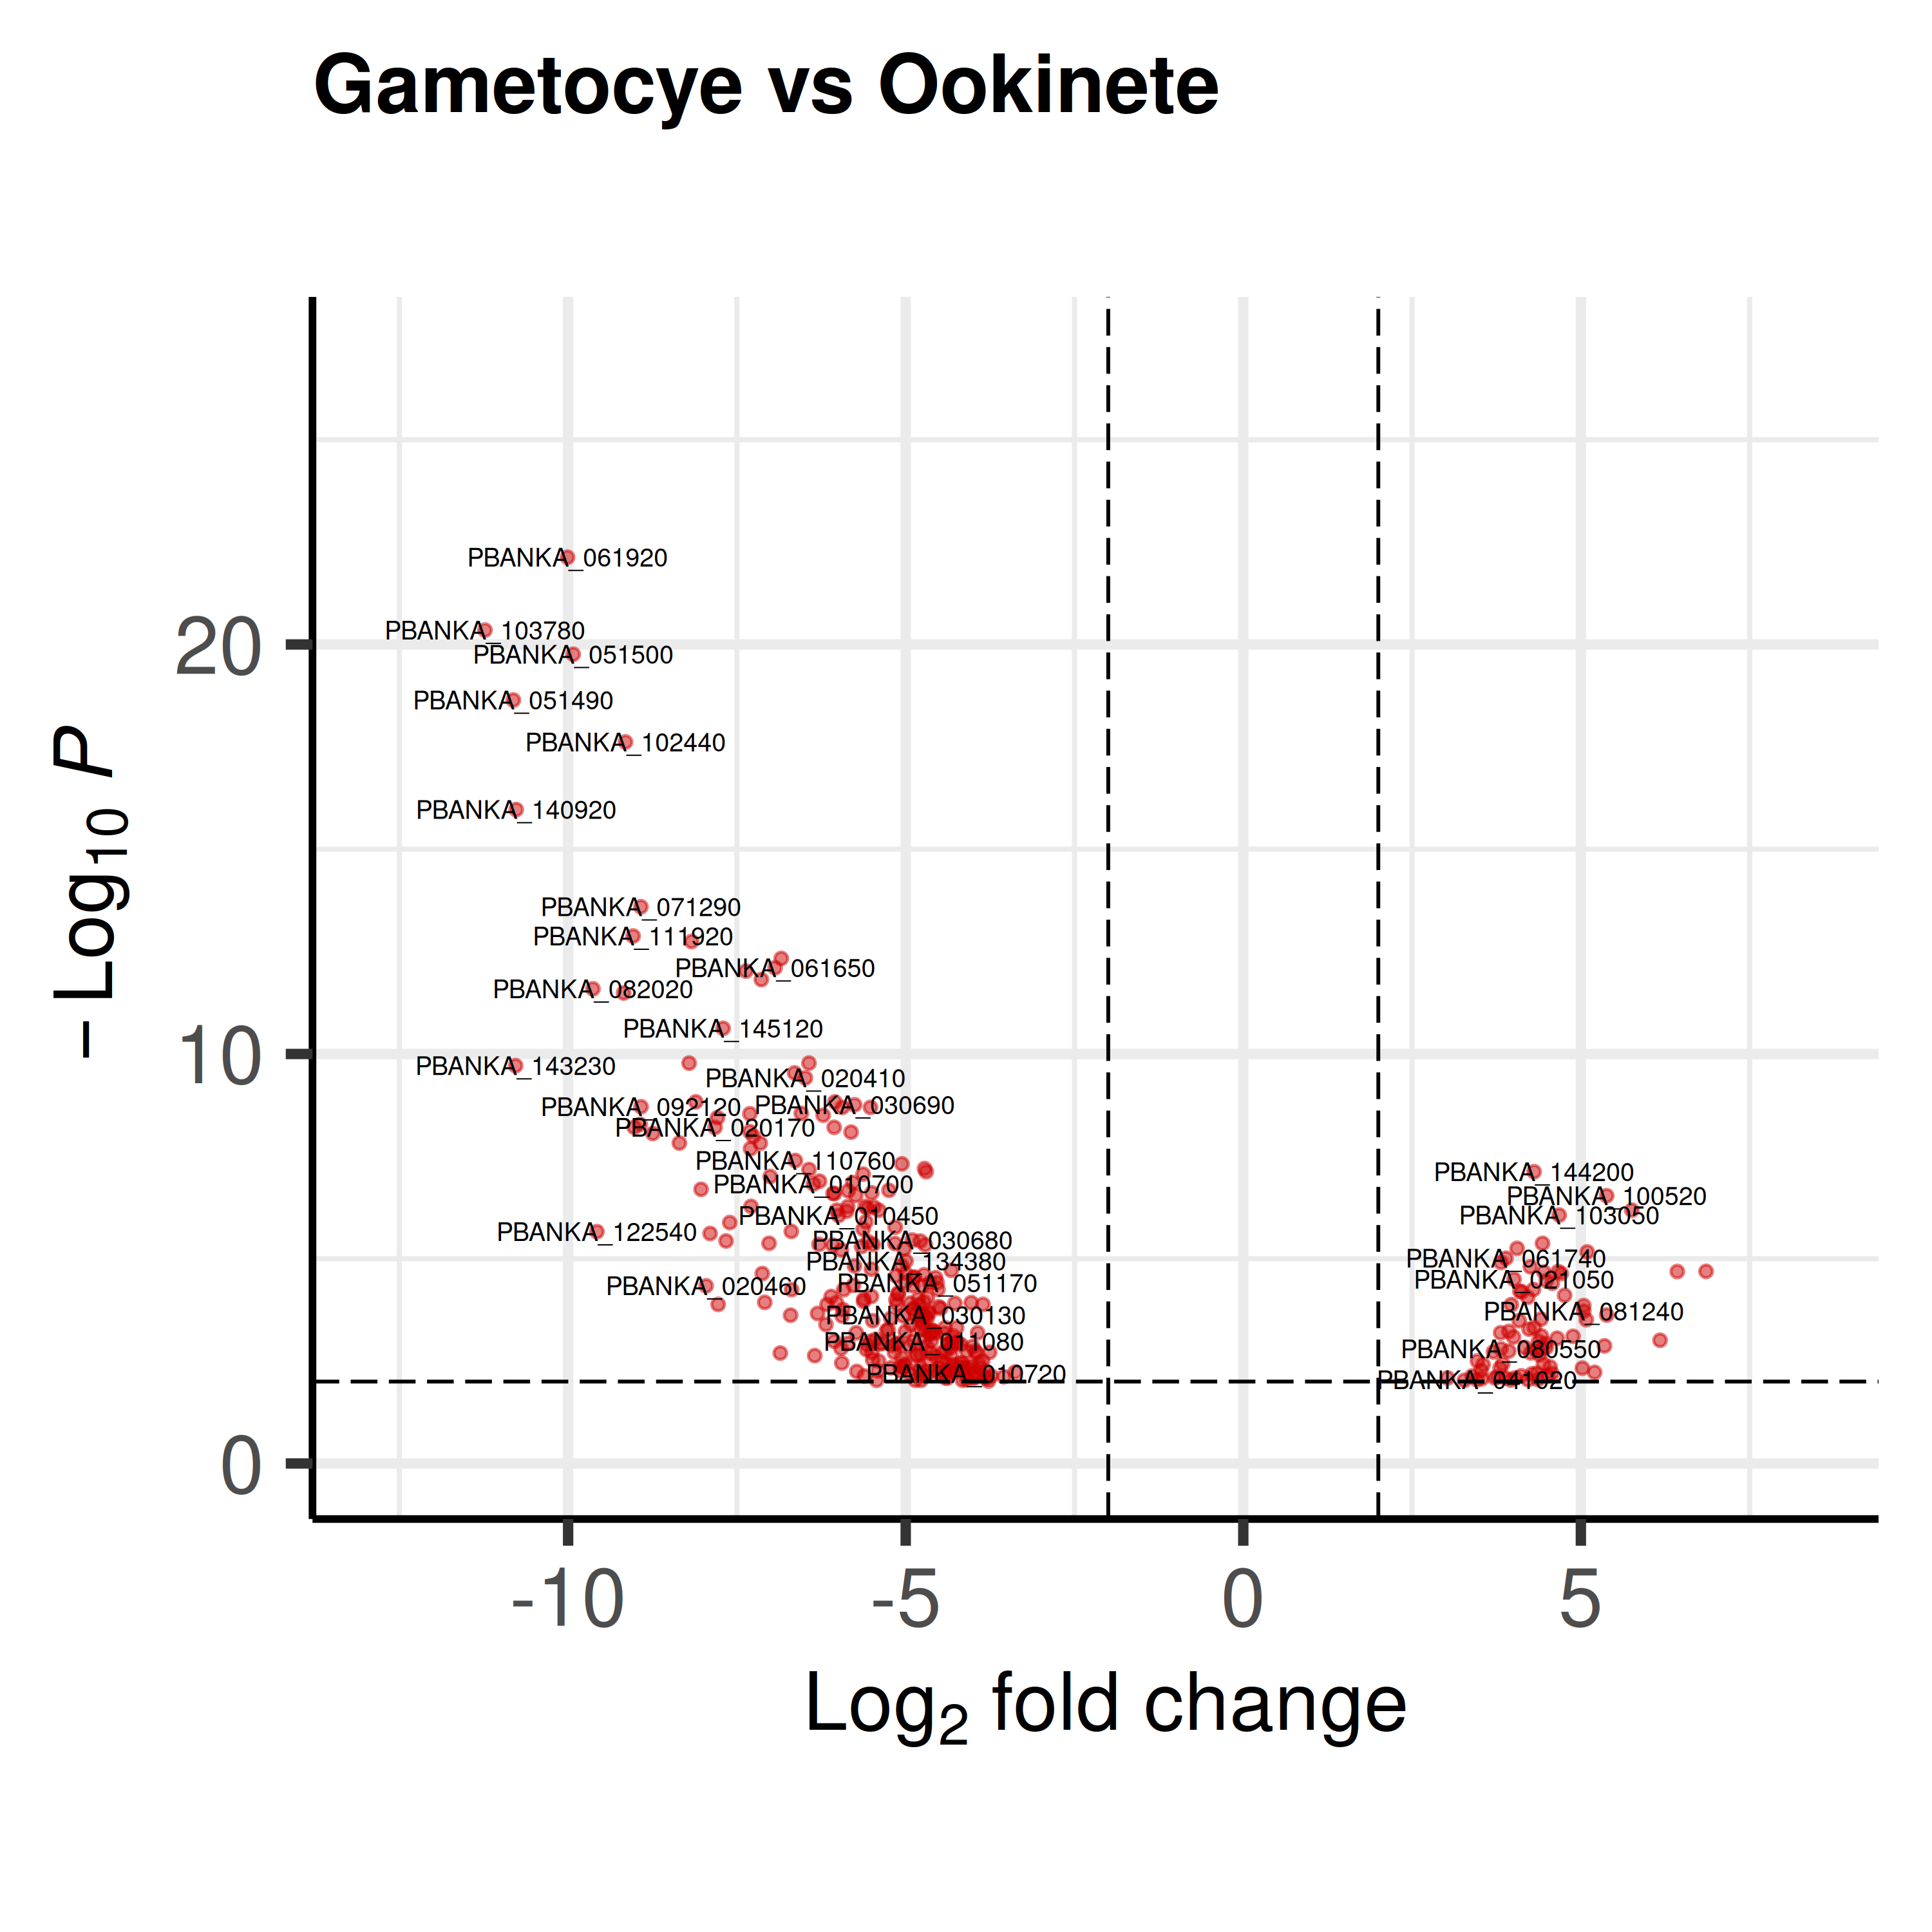 Gametocye vs Ookinete
PBANKA_061920
20
PBANKA_103780
PBANKA_051500
PBANKA_051490
PBANKA_102440
− Log10 P
PBANKA_140920
PBANKA_071290
PBANKA_111920
PBANKA_061650
PBANKA_082020
PBANKA_145120
10
PBANKA_143230
PBANKA_020410
PBANKA_092120
PBANKA_030690
PBANKA_020170
PBANKA_110760
PBANKA_144200
PBANKA_010700
PBANKA_100520
PBANKA_010450
PBANKA_103050
PBANKA_122540
PBANKA_030680
PBANKA_134380
PBANKA_061740
PBANKA_020460
PBANKA_051170
PBANKA_021050
PBANKA_030130
PBANKA_081240
PBANKA_011080
PBANKA_080550
PBANKA_010720
PBANKA_041020
0
-10
-5
0
5
Log2 fold change